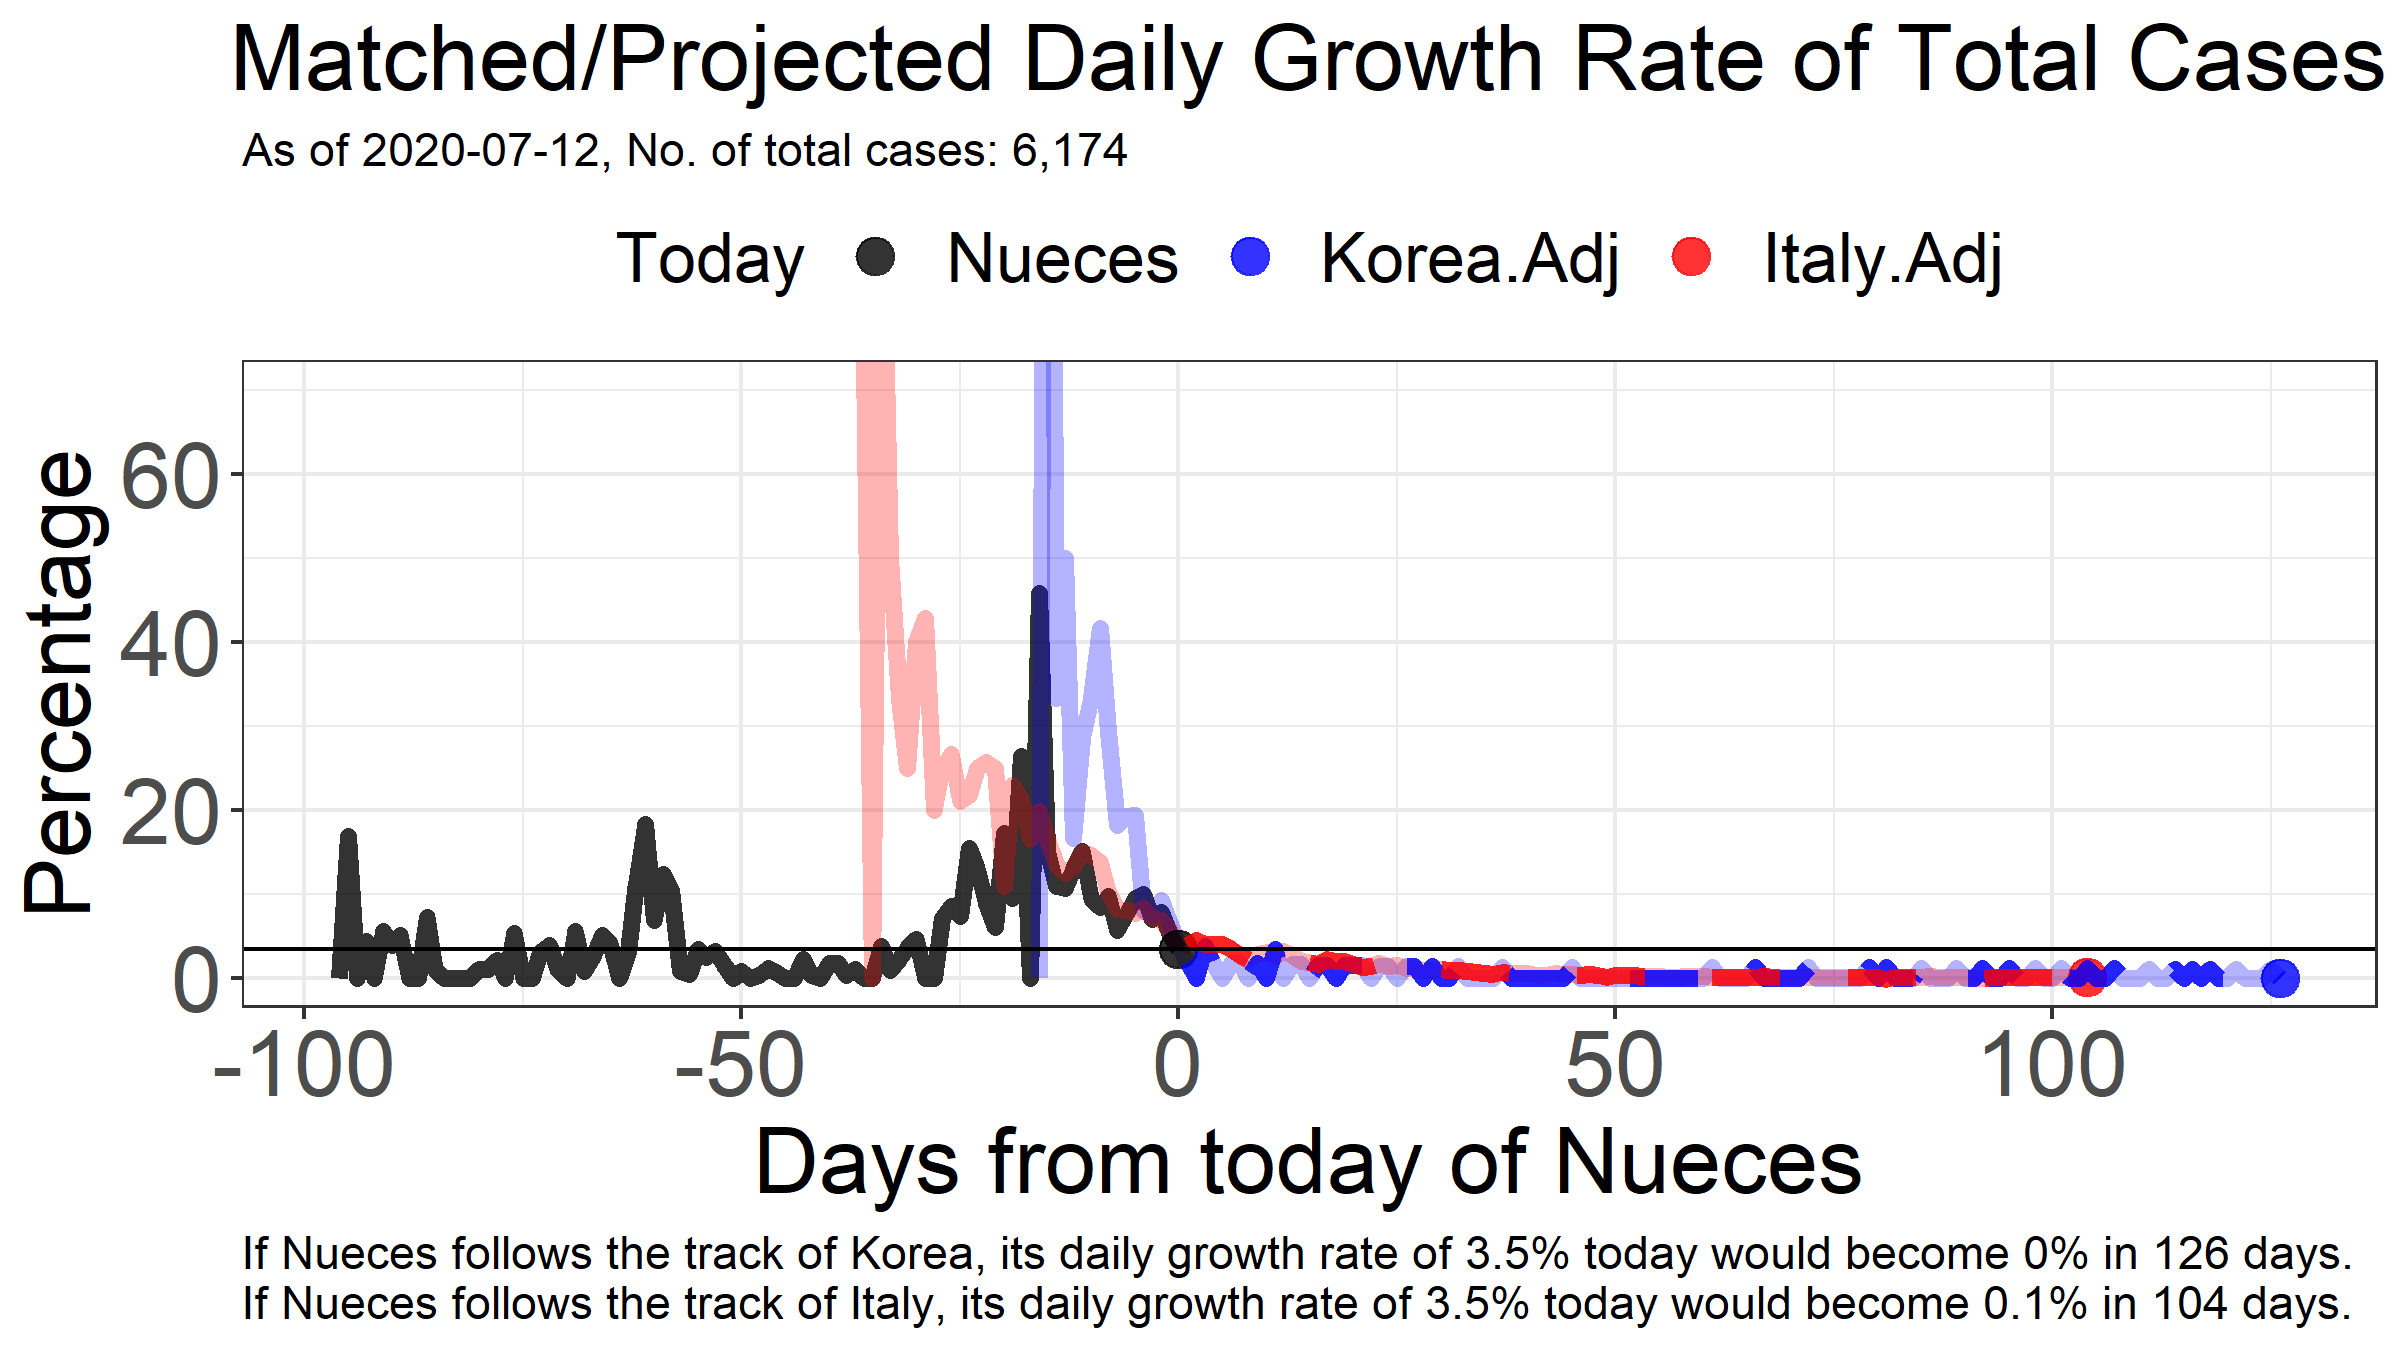 Matched/Projected Daily Growth Rate of Total Cases
As of 2020-07-12, No. of total cases: 6,174
Today Nueces Korea.Adj Italy.Adj
Percentage
60
40
20
0
-100 -50 0 50 100
Days from today of Nueces
If Nueces follows the track of Korea, its daily growth rate of 3.5% today would become 0% in 126 days.
If Nueces follows the track of Italy, its daily growth rate of 3.5% today would become 0.1% in 104 days.